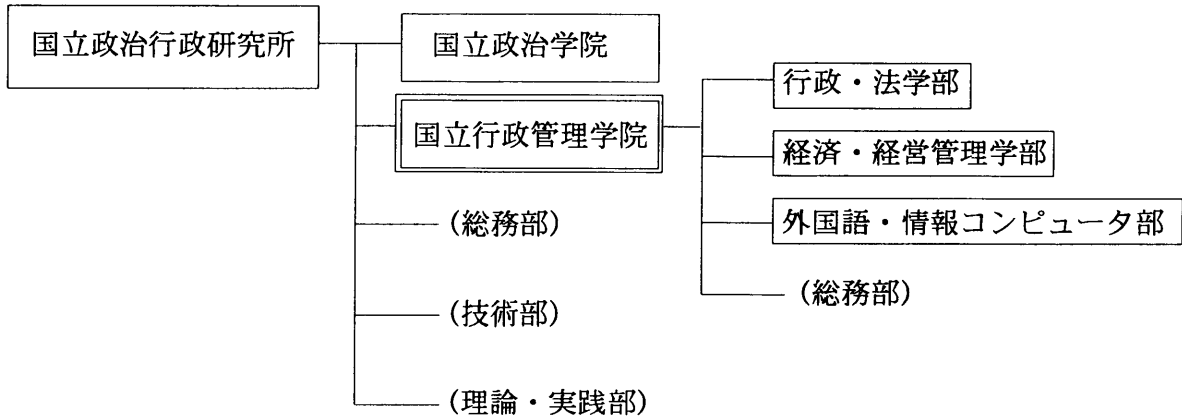 国立政治行政研究所
国立政治学院
国立行政管理学院
(総務部)
(技術部)
(理論・実践部)
行政・法学部
経済・経営管理学部
外国語・情報コンピュータ部
(総務部)